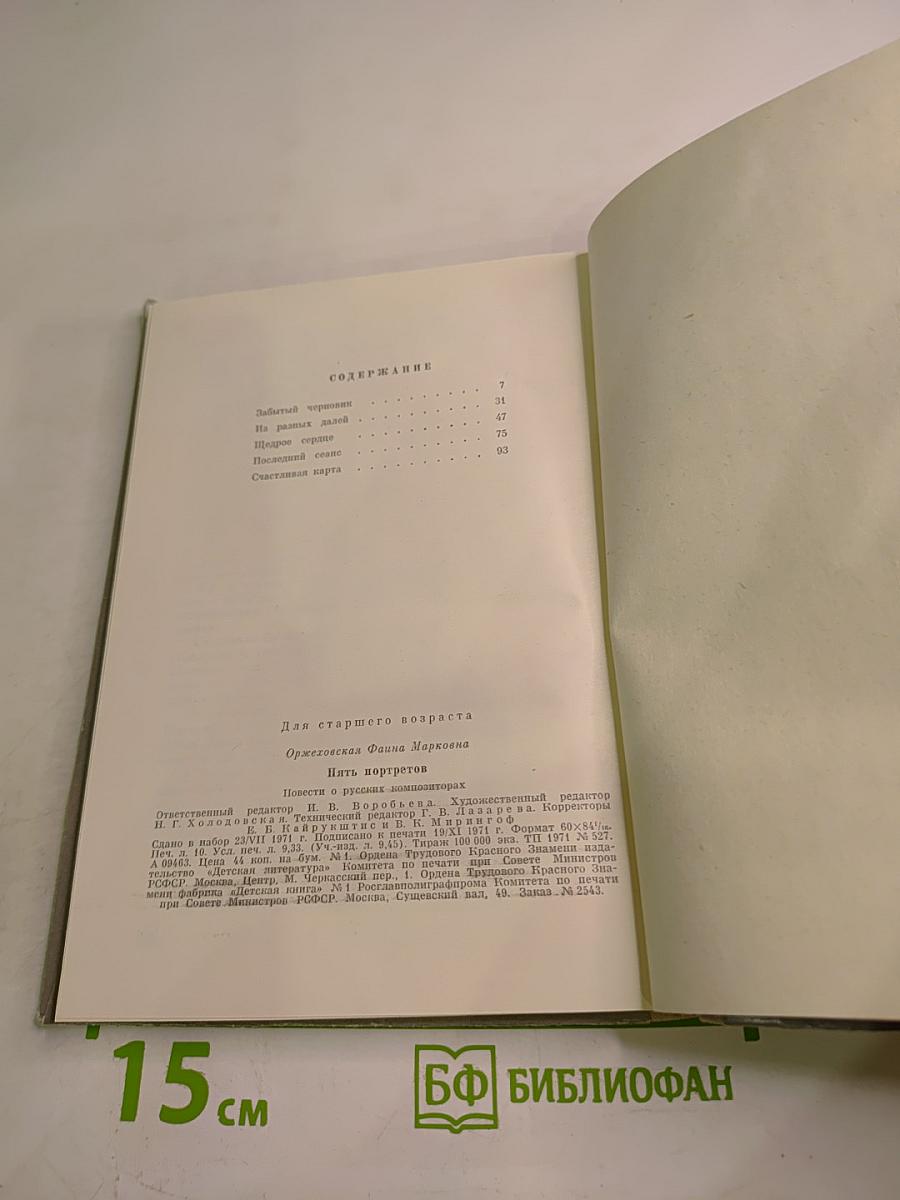 СОДЕРЖАНИЕ
Забытый черновик . . . . . . . . . 7
Из разных далей . . . . . . . . . 31
Щедрое сердце . . . . . . . . . 47
Последний сеанс . . . . . . . . . 75
Счастливая карта . . . . . . . . . 93
Для старшего возраста
Оржеховская Фаина Марковна
Пять портретов
Повести о русских композиторах
Ответственный редактор И. В. Воробьева. Художественный редактор
Н. Г. Холодовская. Технический редактор Г. В. Лазарева. Корректоры
Е. Б. Кайрукштис и В. К. Мирингоф
Сдано в набор 23/VII 1971 г. Подписано к печати 19/XI 1971 г. Формат 60×84¹/₁₆.
Печ. л. 10. Усл. печ. л. 9,33. (Уч.-изд. л. 9,45). Тираж 100 000 экз. ТП 1971 № 527.
А 09463. Цена 44 коп. на бум. № 1. Ордена Трудового Красного Знамени изда-
тельство «Детская литература» Комитета по печати при Совете Министров
РСФСР. Москва, Центр, М. Черкасский пер., 1. Ордена Трудового Красного Зна-
мени фабрика «Детская книга» № 1 Росглавполиграфпрома Комитета по печати
при Совете Министров РСФСР. Москва, Сущевский вал, 49. Заказ № 2543.
15 см
БФ БИБЛИОФАН